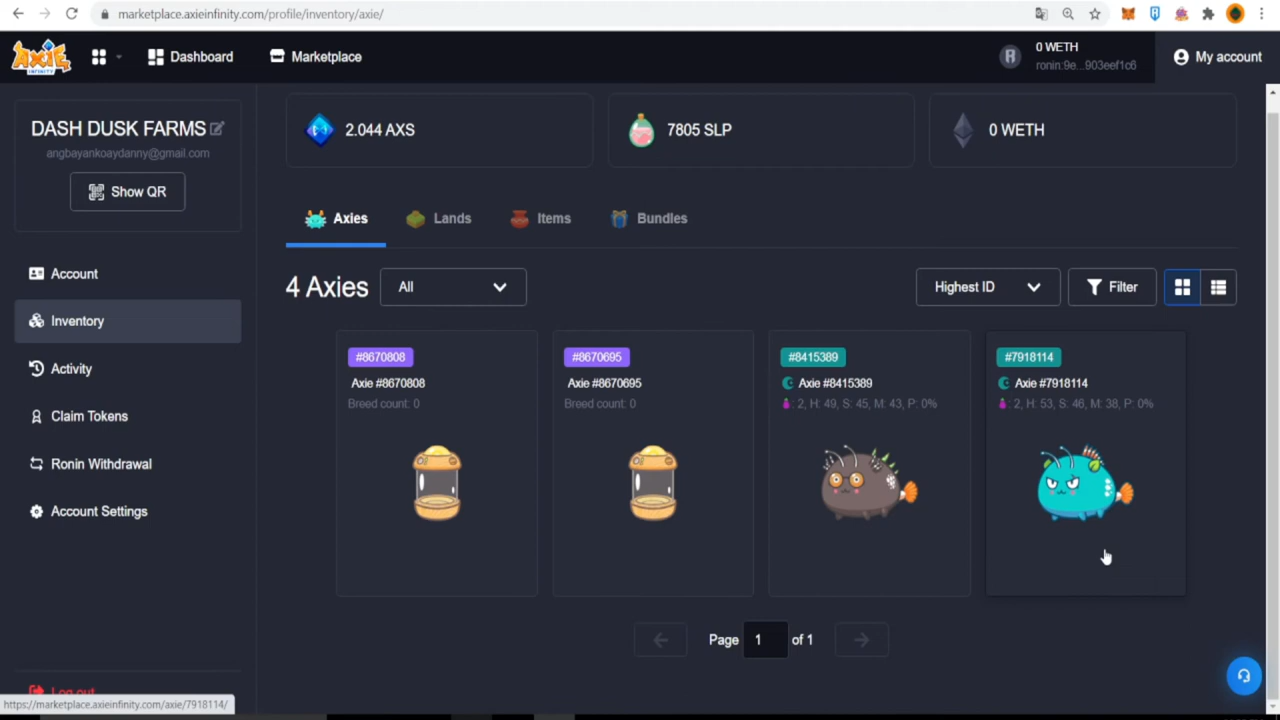 marketplace.axieinfinity.com/profile/inventory/axie/
AXIE INFINITY
Dashboard
Marketplace
0 WETH
ronin:9e...903eef1c6
My account
DASH DUSK FARMS
angbayankoaydanny@gmail.com
Show QR
Account
Inventory
Activity
Claim Tokens
Ronin Withdrawal
Account Settings
Log out
2.044 AXS
7805 SLP
0 WETH
Axies
Lands
Items
Bundles
4 Axies
All
Highest ID
Filter
#8670808
Axie #8670808
Breed count: 0
#8670695
Axie #8670695
Breed count: 0
#8415389
Axie #8415389
: 2, H: 49, S: 45, M: 43, P: 0%
#7918114
Axie #7918114
: 2, H: 53, S: 46, M: 38, P: 0%
Page 1 of 1
https://marketplace.axieinfinity.com/axie/7918114/